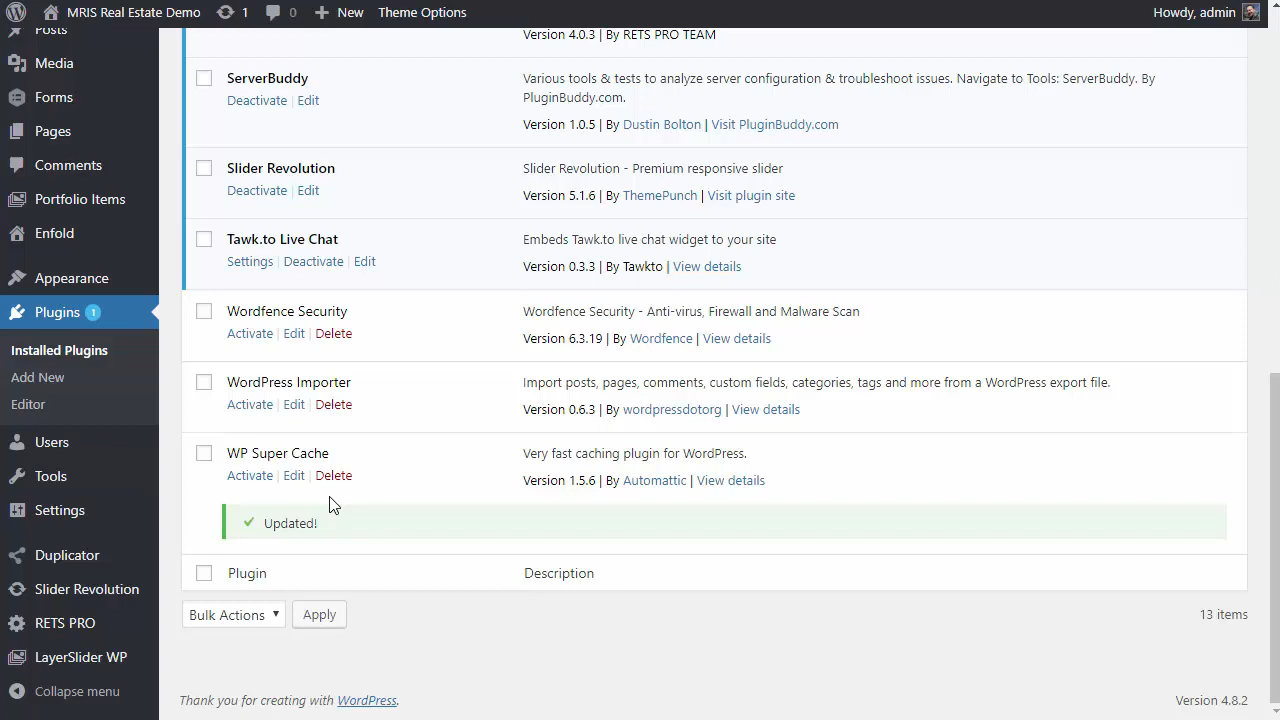 MRIS Real Estate Demo 1 0 New Theme Options Howdy, admin
Posts
Media
Forms
Pages
Comments
Portfolio Items
Enfold
Appearance
Plugins 1
Installed Plugins
Add New
Editor
Users
Tools
Settings
Duplicator
Slider Revolution
RETS PRO
LayerSlider WP
Collapse menu
Version 4.0.3 | By RETS PRO TEAM
ServerBuddy
Deactivate | Edit
Various tools & tests to analyze server configuration & troubleshoot issues. Navigate to Tools: ServerBuddy. By
PluginBuddy.com.
Version 1.0.5 | By Dustin Bolton | Visit PluginBuddy.com
Slider Revolution
Deactivate | Edit
Slider Revolution - Premium responsive slider
Version 5.1.6 | By ThemePunch | Visit plugin site
Tawk.to Live Chat
Settings | Deactivate | Edit
Embeds Tawk.to live chat widget to your site
Version 0.3.3 | By Tawkto | View details
Wordfence Security
Activate | Edit | Delete
Wordfence Security - Anti-virus, Firewall and Malware Scan
Version 6.3.19 | By Wordfence | View details
WordPress Importer
Activate | Edit | Delete
Import posts, pages, comments, custom fields, categories, tags and more from a WordPress export file.
Version 0.6.3 | By wordpressdotorg | View details
WP Super Cache
Activate | Edit | Delete
Very fast caching plugin for WordPress.
Version 1.5.6 | By Automattic | View details
Updated!
Plugin Description
Bulk Actions Apply 13 items
Thank you for creating with WordPress. Version 4.8.2